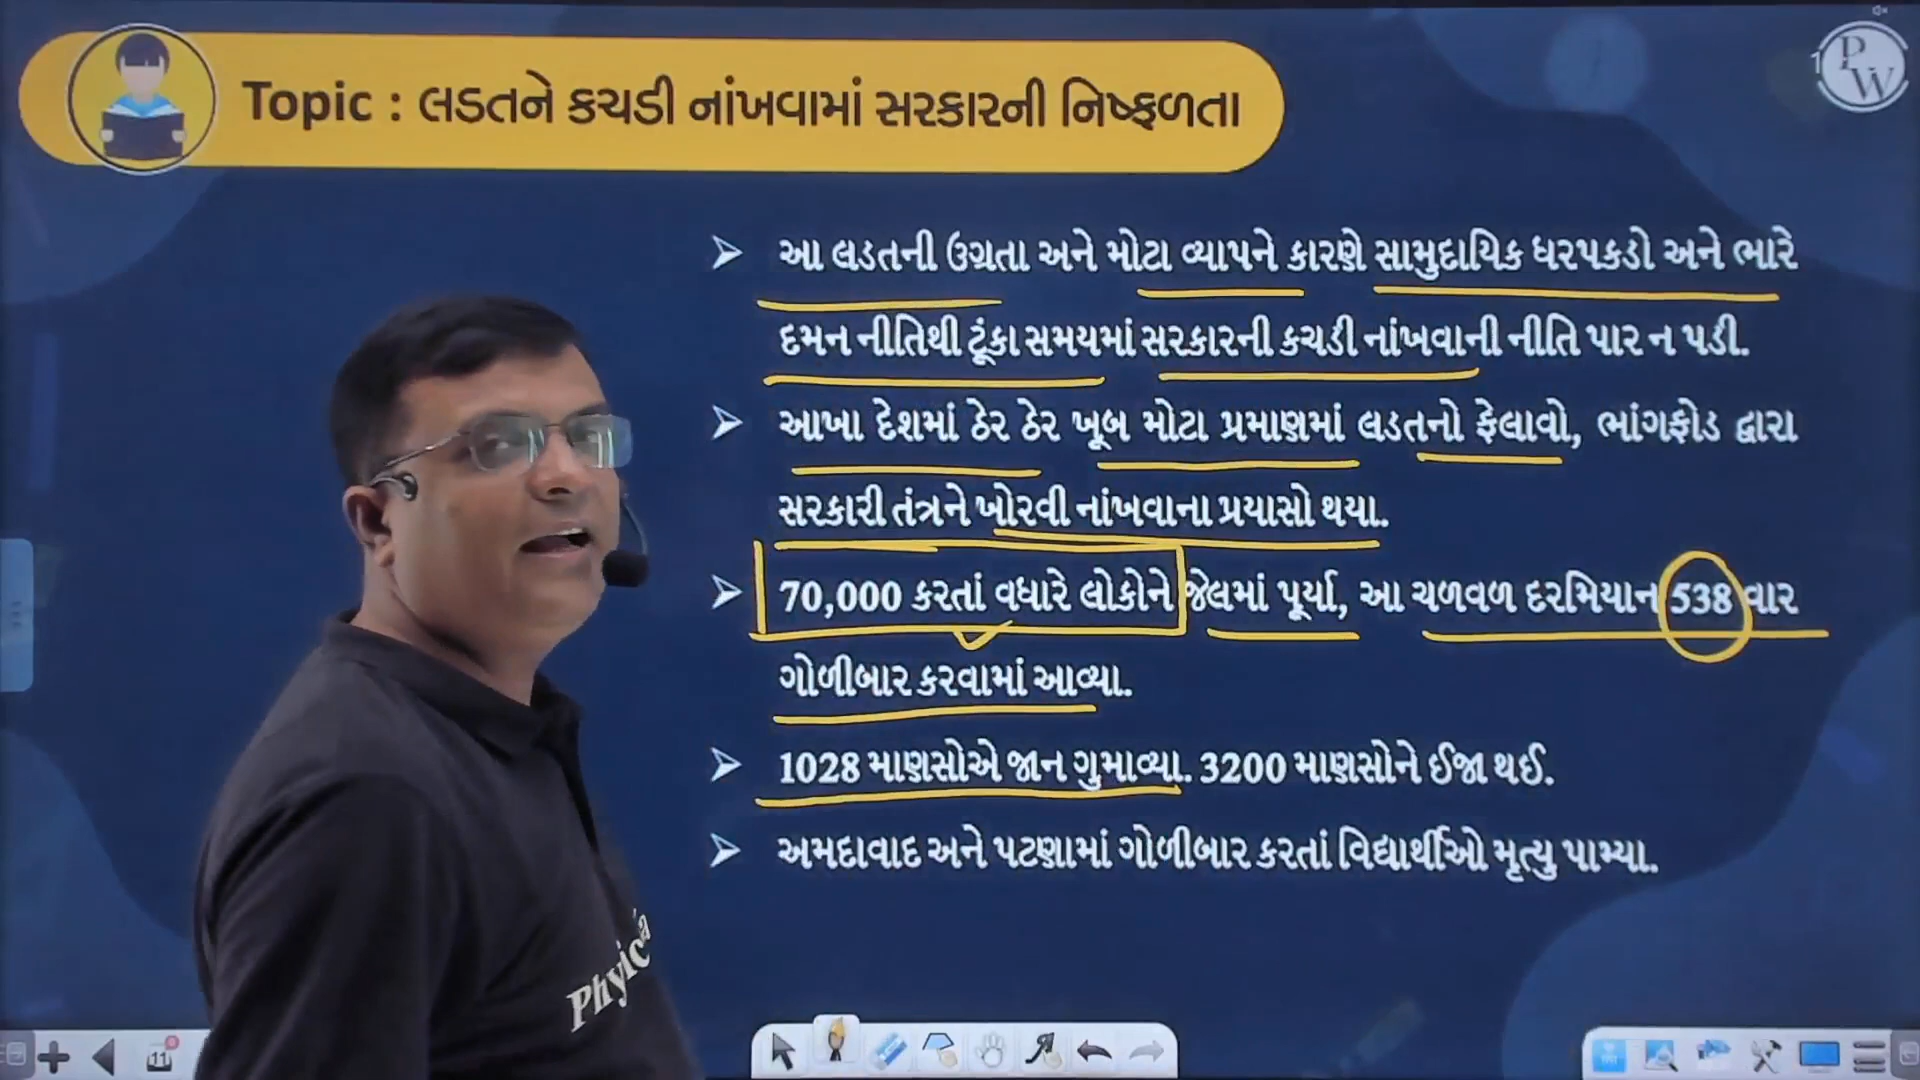 Topic : લડતને કચડી નાંખવામાં સરકારની નિષ્ફળતા
PW
આ લડતની ઉગ્રતા અને મોટા વ્યાપને કારણે સામુદાયિક ધરપકડો અને ભારે
દમન નીતિથી ટૂંકા સમયમાં સરકારની કચડી નાંખવાની નીતિ પાર ન પડી.
આખા દેશમાં ઠેર ઠેર ખૂબ મોટા પ્રમાણમાં લડતનો ફેલાવો, ભાંગફોડ દ્વારા
સરકારી તંત્રને ખોરવી નાંખવાના પ્રયાસો થયા.
70,000 કરતાં વધારે લોકોને જેલમાં પૂર્યા, આ ચળવળ દરમિયાન 538 વાર
ગોળીબાર કરવામાં આવ્યા.
1028 માણસોએ જાન ગુમાવ્યા. 3200 માણસોને ઈજા થઈ.
અમદાવાદ અને પટણામાં ગોળીબાર કરતાં વિદ્યાર્થીઓ મૃત્યુ પામ્યા.
11